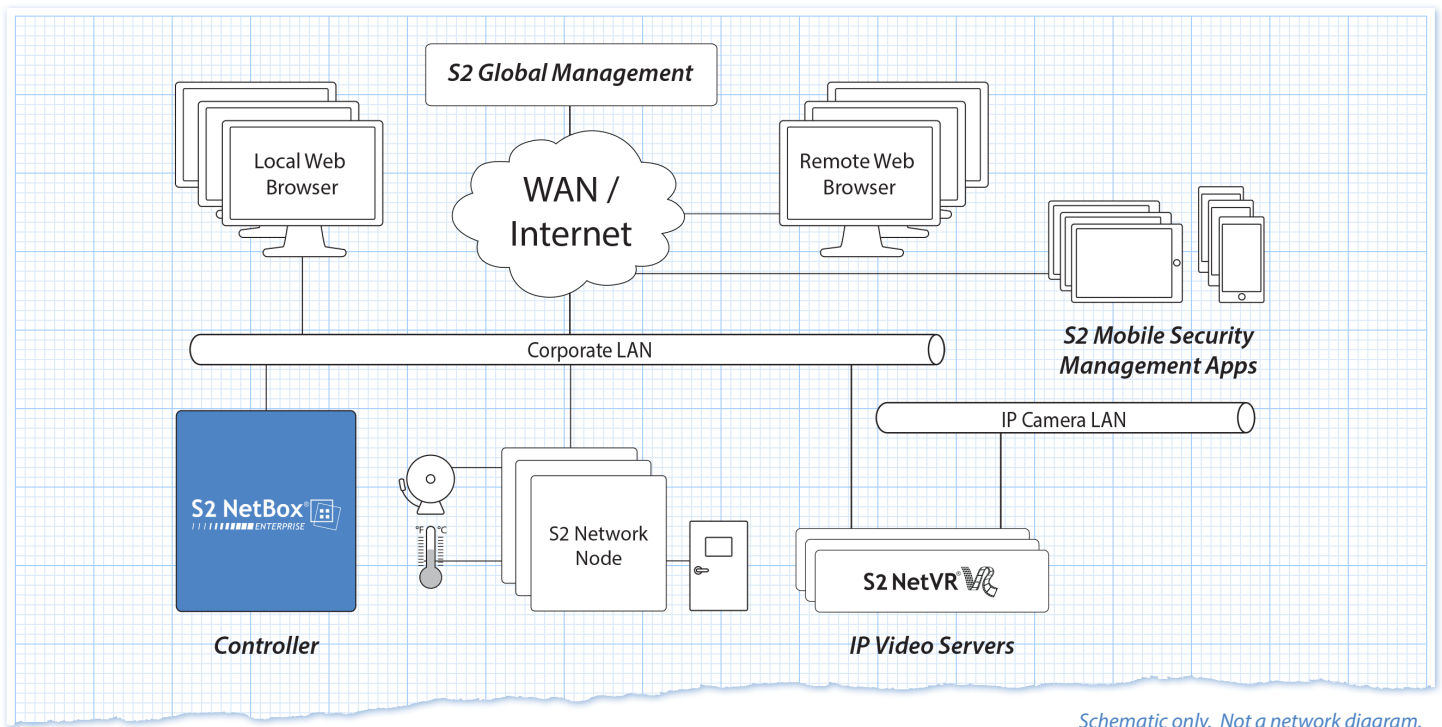 S2 Global Management
Local Web
Browser
WAN /
Internet
Remote Web
Browser
S2 Mobile Security
Management Apps
Corporate LAN
IP Camera LAN
S2 NetBox®
ENTERPRISE
°F °C
S2 Network
Node
S2 NetVR® VR
Controller
IP Video Servers
Schematic only. Not a network diagram.